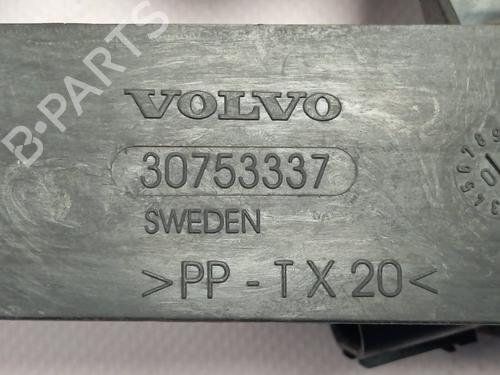 B-PARTS
VOLVO
30753337
SWEDEN
>PP-TX20<